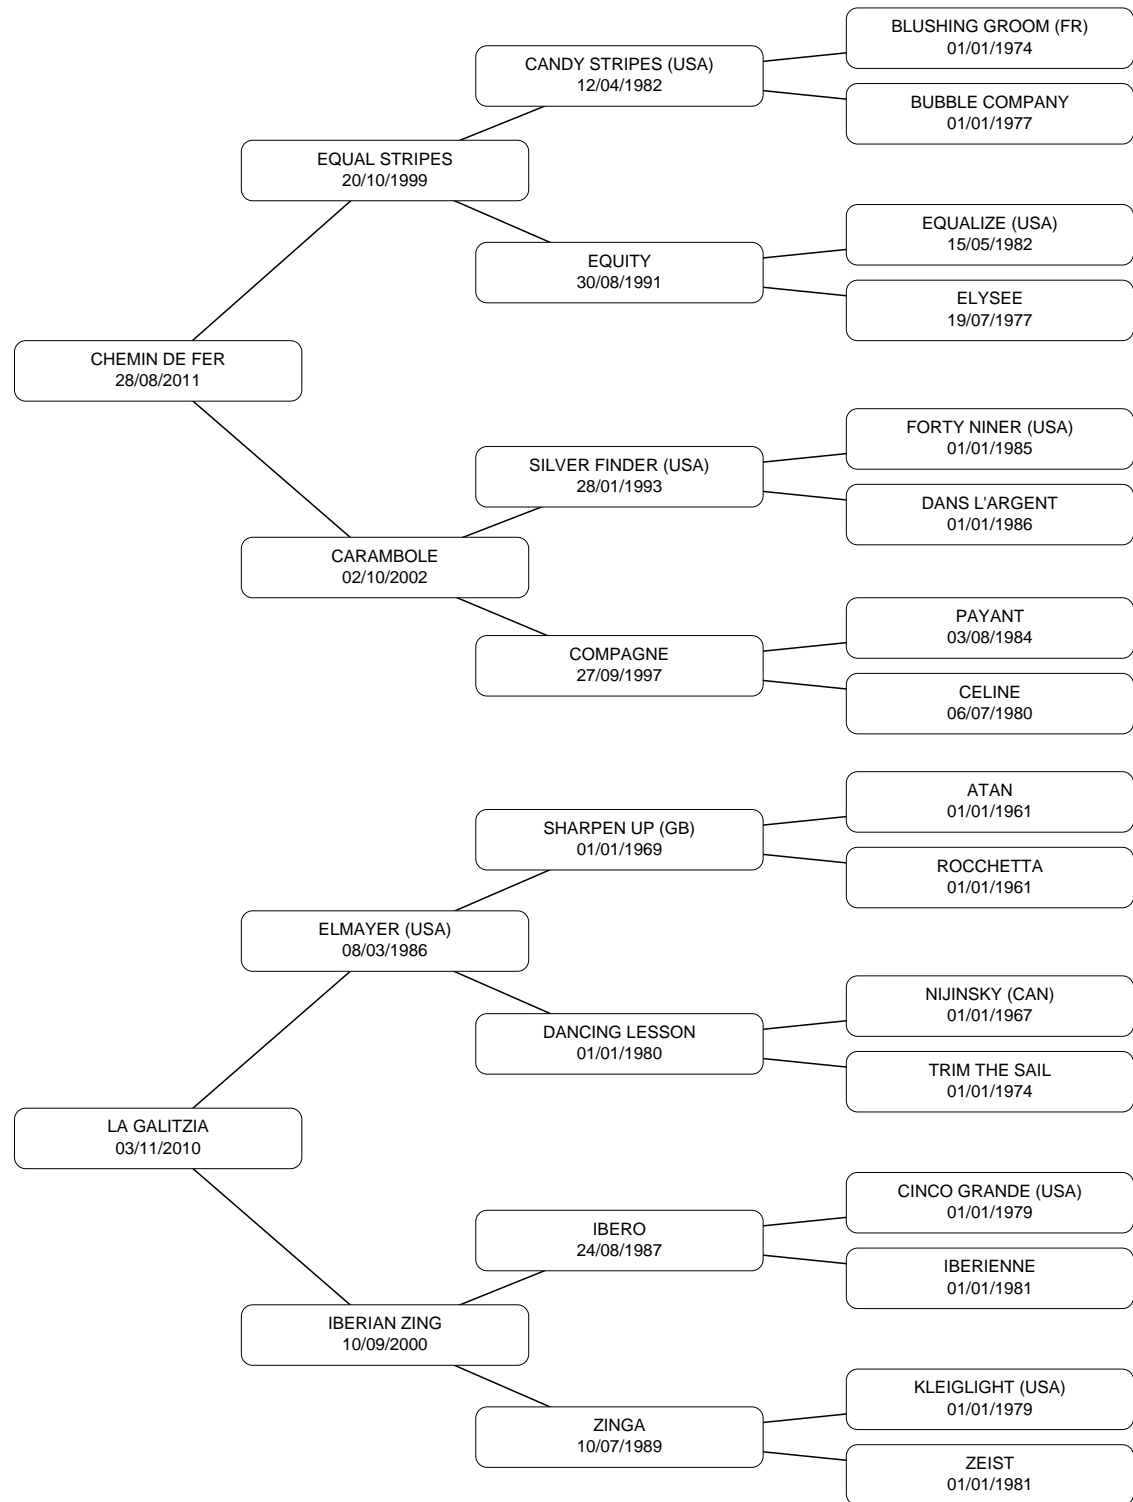 BLUSHING GROOM (FR)
01/01/1974
CANDY STRIPES (USA)
12/04/1982
BUBBLE COMPANY
01/01/1977
EQUAL STRIPES
20/10/1999
EQUALIZE (USA)
15/05/1982
EQUITY
30/08/1991
ELYSEE
19/07/1977
CHEMIN DE FER
28/08/2011
FORTY NINER (USA)
01/01/1985
SILVER FINDER (USA)
28/01/1993
DANS L'ARGENT
01/01/1986
CARAMBOLE
02/10/2002
PAYANT
03/08/1984
COMPAGNE
27/09/1997
CELINE
06/07/1980
ATAN
01/01/1961
SHARPEN UP (GB)
01/01/1969
ROCCHETTA
01/01/1961
ELMAYER (USA)
08/03/1986
NIJINSKY (CAN)
01/01/1967
DANCING LESSON
01/01/1980
TRIM THE SAIL
01/01/1974
LA GALITZIA
03/11/2010
CINCO GRANDE (USA)
01/01/1979
IBERO
24/08/1987
IBERIENNE
01/01/1981
IBERIAN ZING
10/09/2000
KLEIGLIGHT (USA)
01/01/1979
ZINGA
10/07/1989
ZEIST
01/01/1981